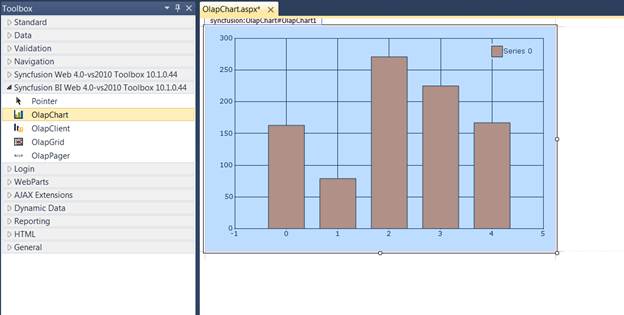 Toolbox
Standard
Data
Validation
Navigation
Syncfusion Web 4.0-vs2010 Toolbox 10.1.0.44
Syncfusion BI Web 4.0-vs2010 Toolbox 10.1.0.44
Pointer
OlapChart
OlapClient
OlapGrid
OlapPager
Login
WebParts
AJAX Extensions
Dynamic Data
Reporting
HTML
General
OlapChart.aspx*
syncfusion:OlapChart#OlapChart1
300
250
200
150
100
50
0
-1 0 1 2 3 4 5
Series 0